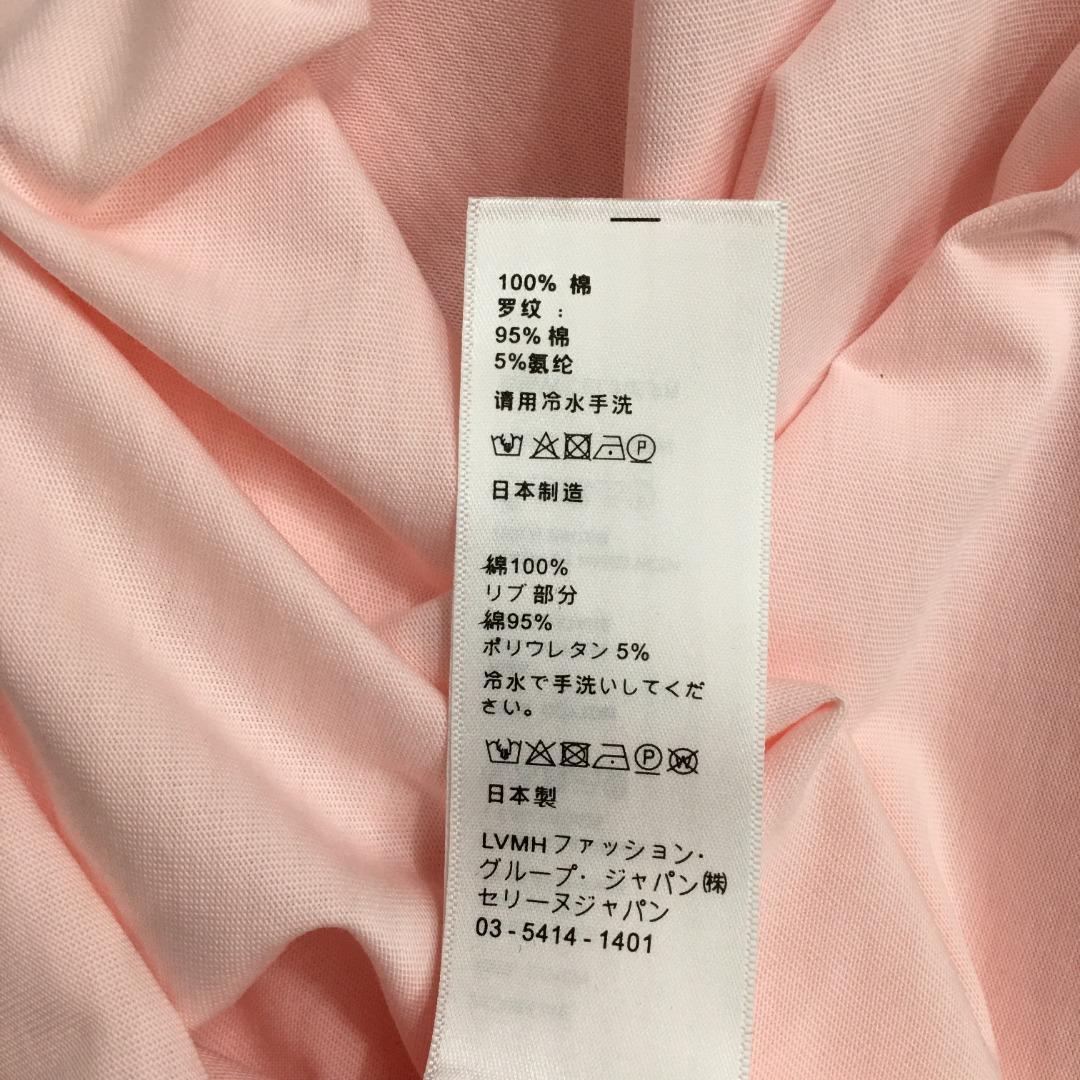 100% 棉
罗纹 :
95% 棉
5%氨纶
请用冷水手洗
P
日本制造
綿100%
リブ部分
綿95%
ポリウレタン 5%
冷水で手洗いしてくだ
さい。
P W
日本製
LVMHファッション·
グループ· ジャパン㈱
セリーヌジャパン
03-5414-1401